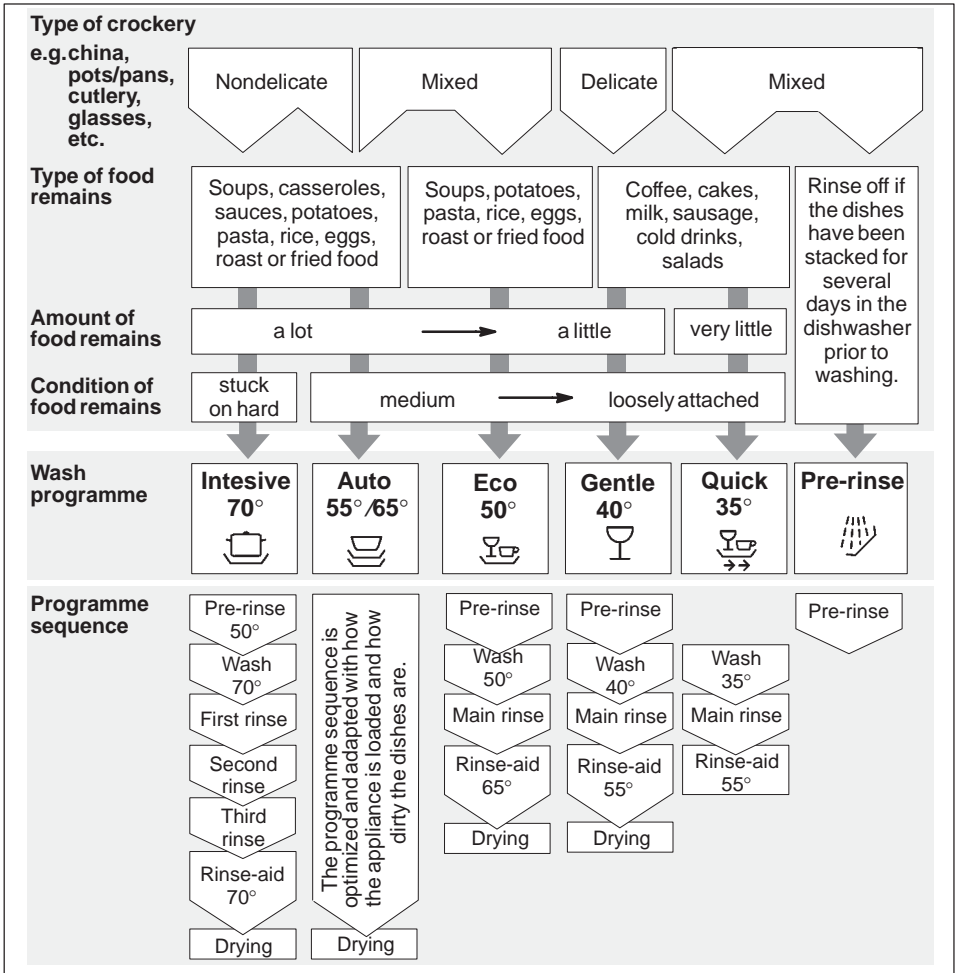 Type of crockery
e.g. china,
pots/pans,
cutlery,
glasses,
etc.
Nondelicate
Mixed
Delicate
Mixed
Type of food
remains
Soups, casseroles,
sauces, potatoes,
pasta, rice, eggs,
roast or fried food
Soups, potatoes,
pasta, rice, eggs,
roast or fried food
Coffee, cakes,
milk, sausage,
cold drinks,
salads
Rinse off if
the dishes
have been
stacked for
several
days in the
dishwasher
prior to
washing.
Amount of
food remains
a lot
a little
very little
Condition of
food remains
stuck
on hard
medium
loosely attached
Wash
programme
Intesive
70°
Auto
55°/65°
Eco
50°
Gentle
40°
Quick
35°
Pre-rinse
Programme
sequence
Pre-rinse
50°
Wash
70°
First rinse
Second
rinse
Third
rinse
Rinse-aid
70°
Drying
The programme sequence is
optimized and adapted with how
the appliance is loaded and how
dirty the dishes are.
Drying
Pre-rinse
Wash
50°
Main rinse
Rinse-aid
65°
Drying
Pre-rinse
Wash
40°
Main rinse
Rinse-aid
55°
Drying
Wash
35°
Main rinse
Rinse-aid
55°
Pre-rinse